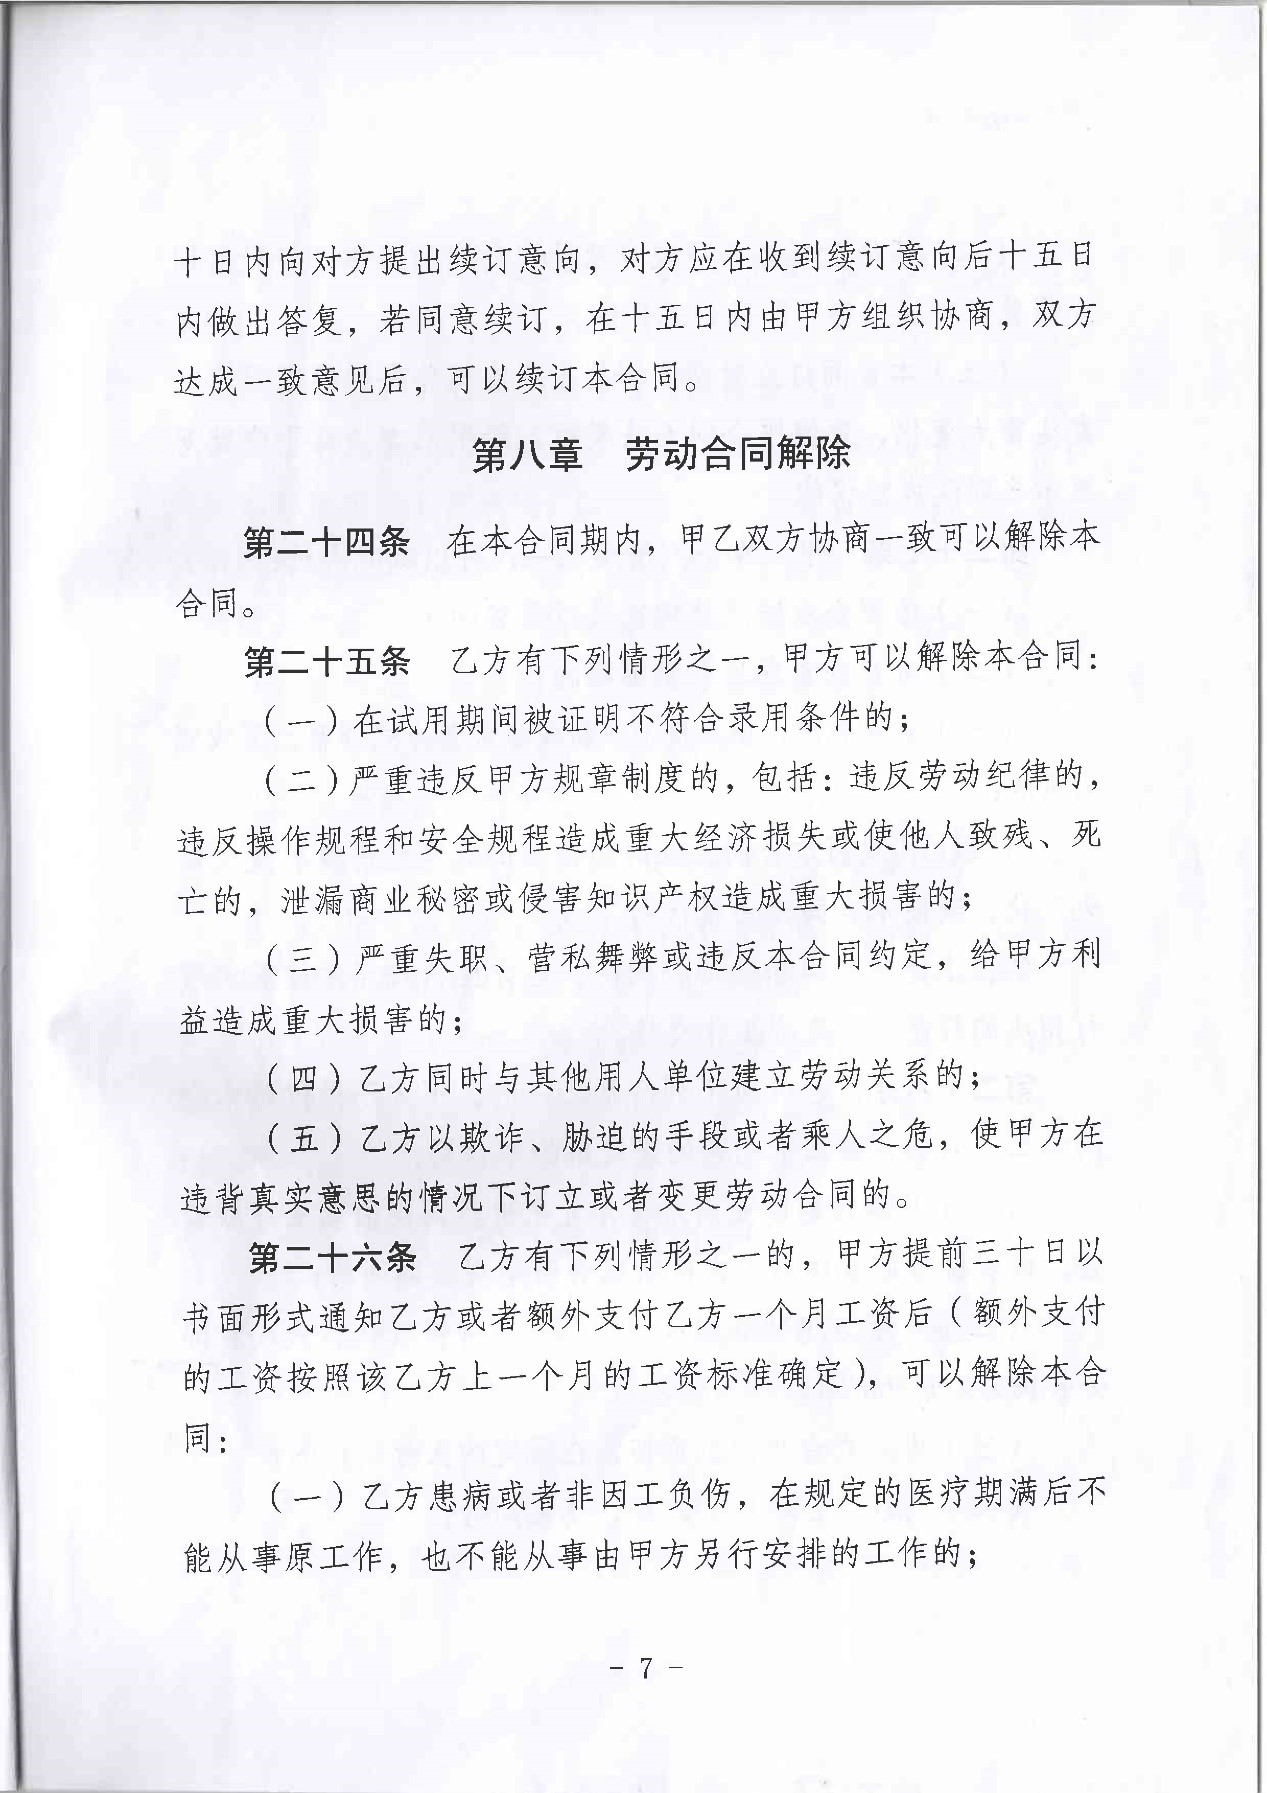 十日内向对方提出续订意向，对方应在收到续订意向后十五日
内做出答复，若同意续订，在十五日内由甲方组织协商，双方
达成一致意见后，可以续订本合同。
第八章　劳动合同解除
第二十四条　在本合同期内，甲乙双方协商一致可以解除本
合同。
第二十五条　乙方有下列情形之一，甲方可以解除本合同：
（一）在试用期间被证明不符合录用条件的；
（二）严重违反甲方规章制度的，包括：违反劳动纪律的，
违反操作规程和安全规程造成重大经济损失或使他人致残、死
亡的，泄漏商业秘密或侵害知识产权造成重大损害的；
（三）严重失职、营私舞弊或违反本合同约定，给甲方利
益造成重大损害的；
（四）乙方同时与其他用人单位建立劳动关系的；
（五）乙方以欺诈、胁迫的手段或者乘人之危，使甲方在
违背真实意思的情况下订立或者变更劳动合同的。
第二十六条　乙方有下列情形之一的，甲方提前三十日以
书面形式通知乙方或者额外支付乙方一个月工资后（额外支付
的工资按照该乙方上一个月的工资标准确定），可以解除本合
同：
（一）乙方患病或者非因工负伤，在规定的医疗期满后不
能从事原工作，也不能从事由甲方另行安排的工作的；
- 7 -